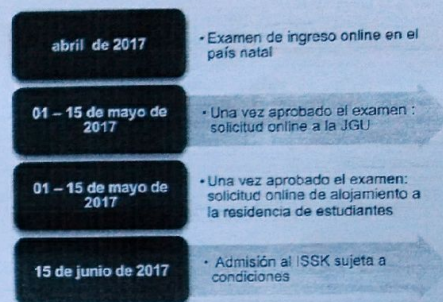 abril de 2017
• Examen de ingreso online en el
país natal
01 – 15 de mayo de
2017
• Una vez aprobado el examen :
solicitud online a la JGU
01 – 15 de mayo de
2017
• Una vez aprobado el examen:
solicitud online de alojamiento a
la residencia de estudiantes
15 de junio de 2017
• Admisión al ISSK sujeta a
condiciones